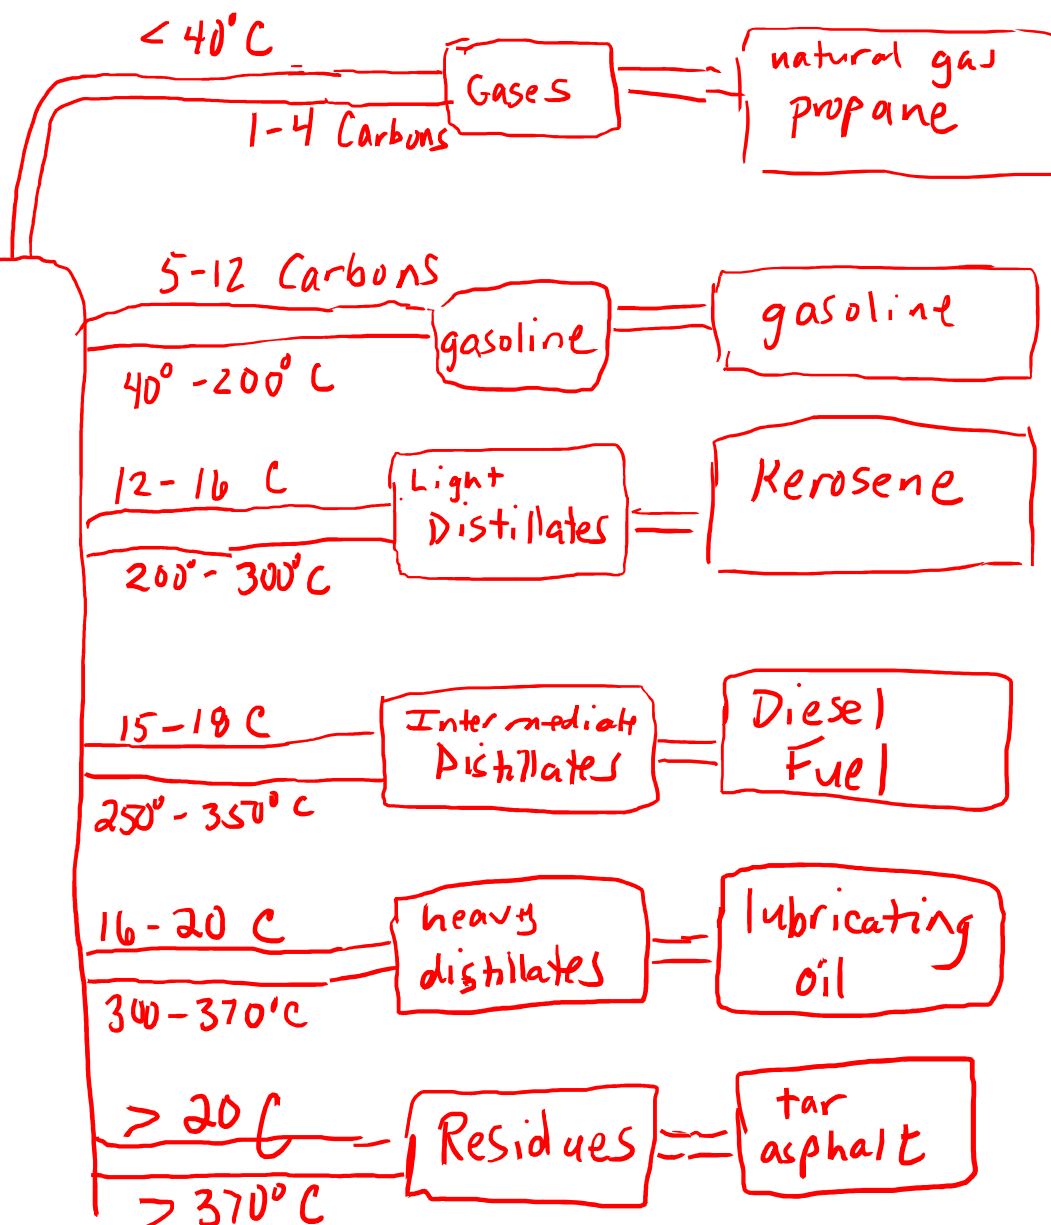 < 40° C
1-4 Carbons
Gases
natural gas
propane
5-12 Carbons
40° - 200° C
gasoline
gasoline
12-16 C
200° - 300° C
Light
Distillates
Kerosene
15-18 C
250° - 350° C
Intermediate
Distillates
Diesel
Fuel
16-20 C
300-370°C
heavy
distillates
lubricating
oil
> 20 C
> 370° C
Residues
tar
asphalt